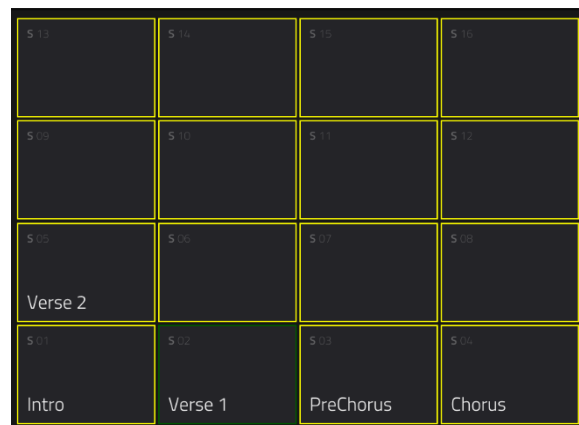 S 13 S 14 S 15 S 16
S 09 S 10 S 11 S 12
S 05 S 06 S 07 S 08
Verse 2
S 01 S 02 S 03 S 04
Intro Verse 1 PreChorus Chorus